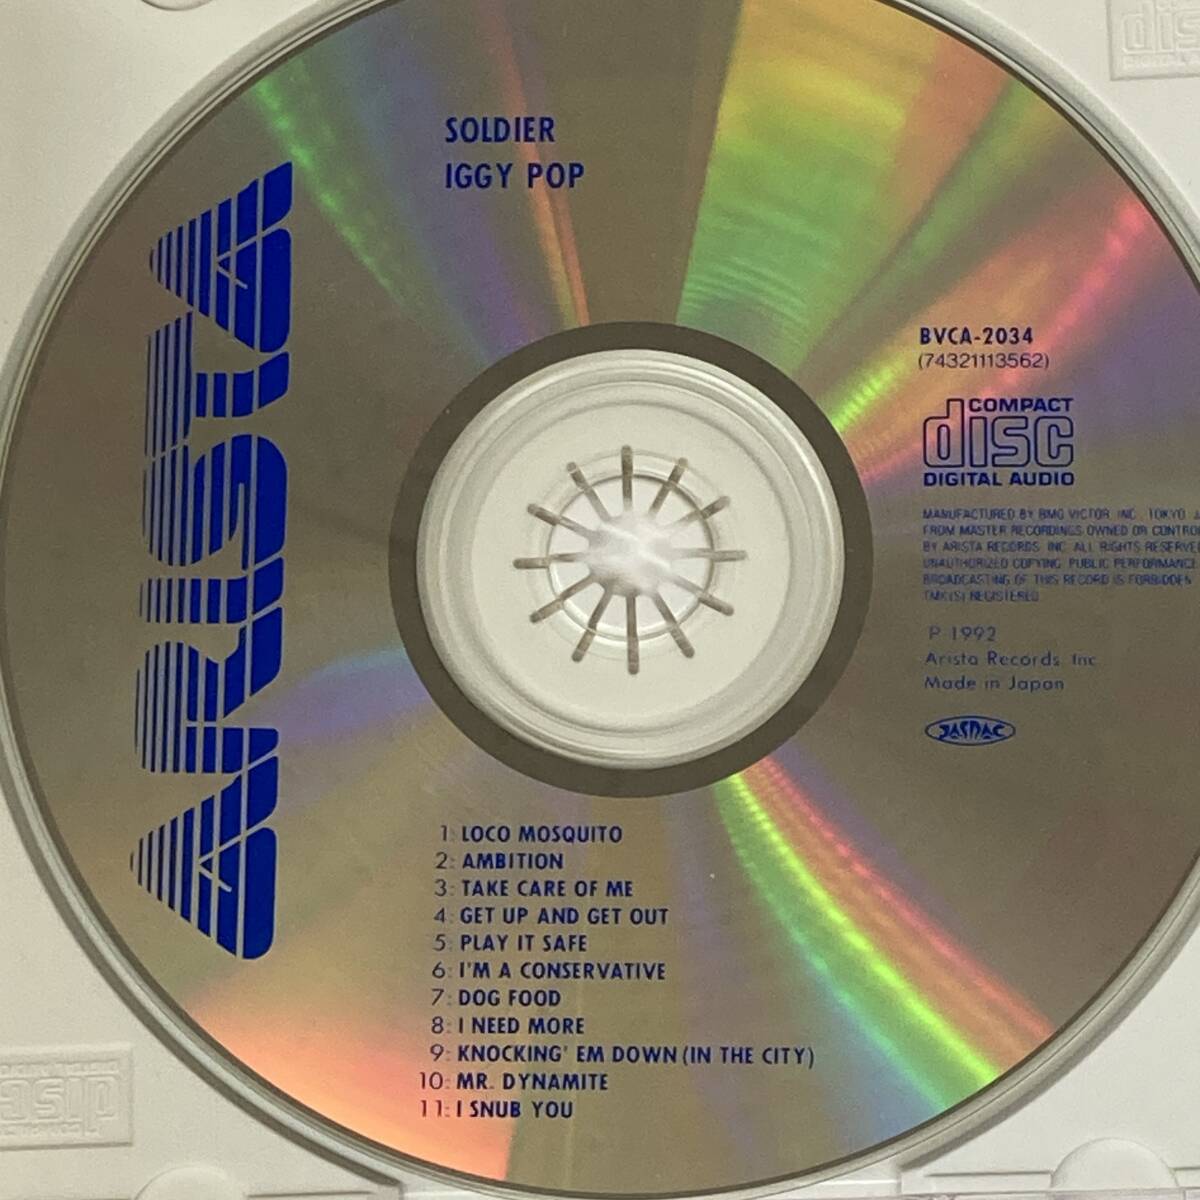 SOLDIER
IGGY POP
ARISTA
BVCA-2034
(74321113562)
COMPACT
disc
DIGITAL AUDIO
MANUFACTURED BY BMG VICTOR INC. TOKYO
FROM MASTER RECORDINGS OWNED OR
BY ARISTA RECORDS INC. ALL RIGHTS RESERVED
UNAUTHORIZED COPYING PUBLIC PERFORMANCE
BROADCASTING OF THIS RECORD IS FORBIDDEN
TMK(S) REGISTERED
P 1992
Arista Records Inc.
Made in Japan
JASRAC
1: LOCO MOSQUITO
2: AMBITION
3: TAKE CARE OF ME
4: GET UP AND GET OUT
5: PLAY IT SAFE
6: I'M A CONSERVATIVE
7: DOG FOOD
8: I NEED MORE
9: KNOCKING' EM DOWN (IN THE CITY)
10: MR. DYNAMITE
11: I SNUB YOU